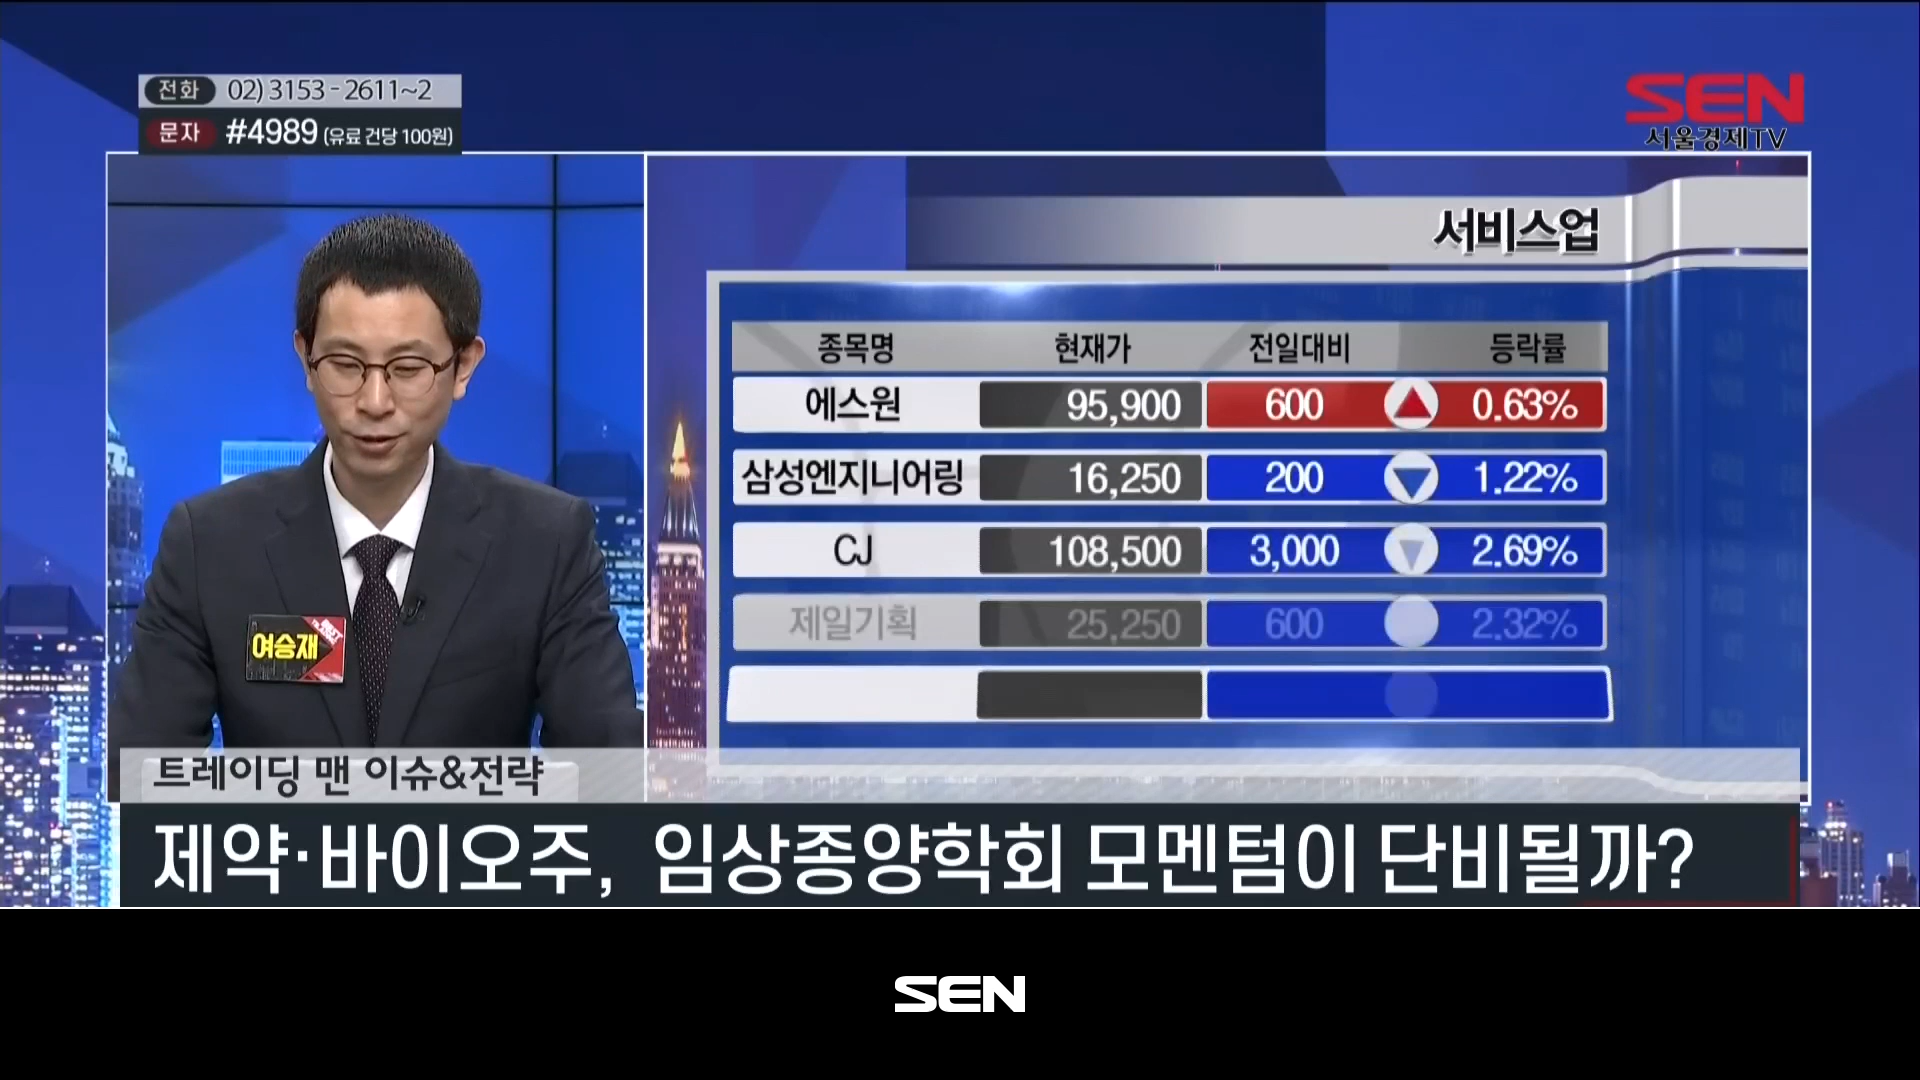 전화 02) 3153-2611~2
문자 #4989 (유료 건당 100원)
SEN
서울경제TV
서비스업
종목명 현재가 전일대비 등락률
에스원 95,900 600 ▲ 0.63%
삼성엔지니어링 16,250 200 ▼ 1.22%
CJ 108,500 3,000 ▼ 2.69%
제일기획 25,250 600 2.32%
여승재
트레이딩 맨 이슈&전략
제약·바이오주, 임상종양학회 모멘텀이 단비될까?
SEN